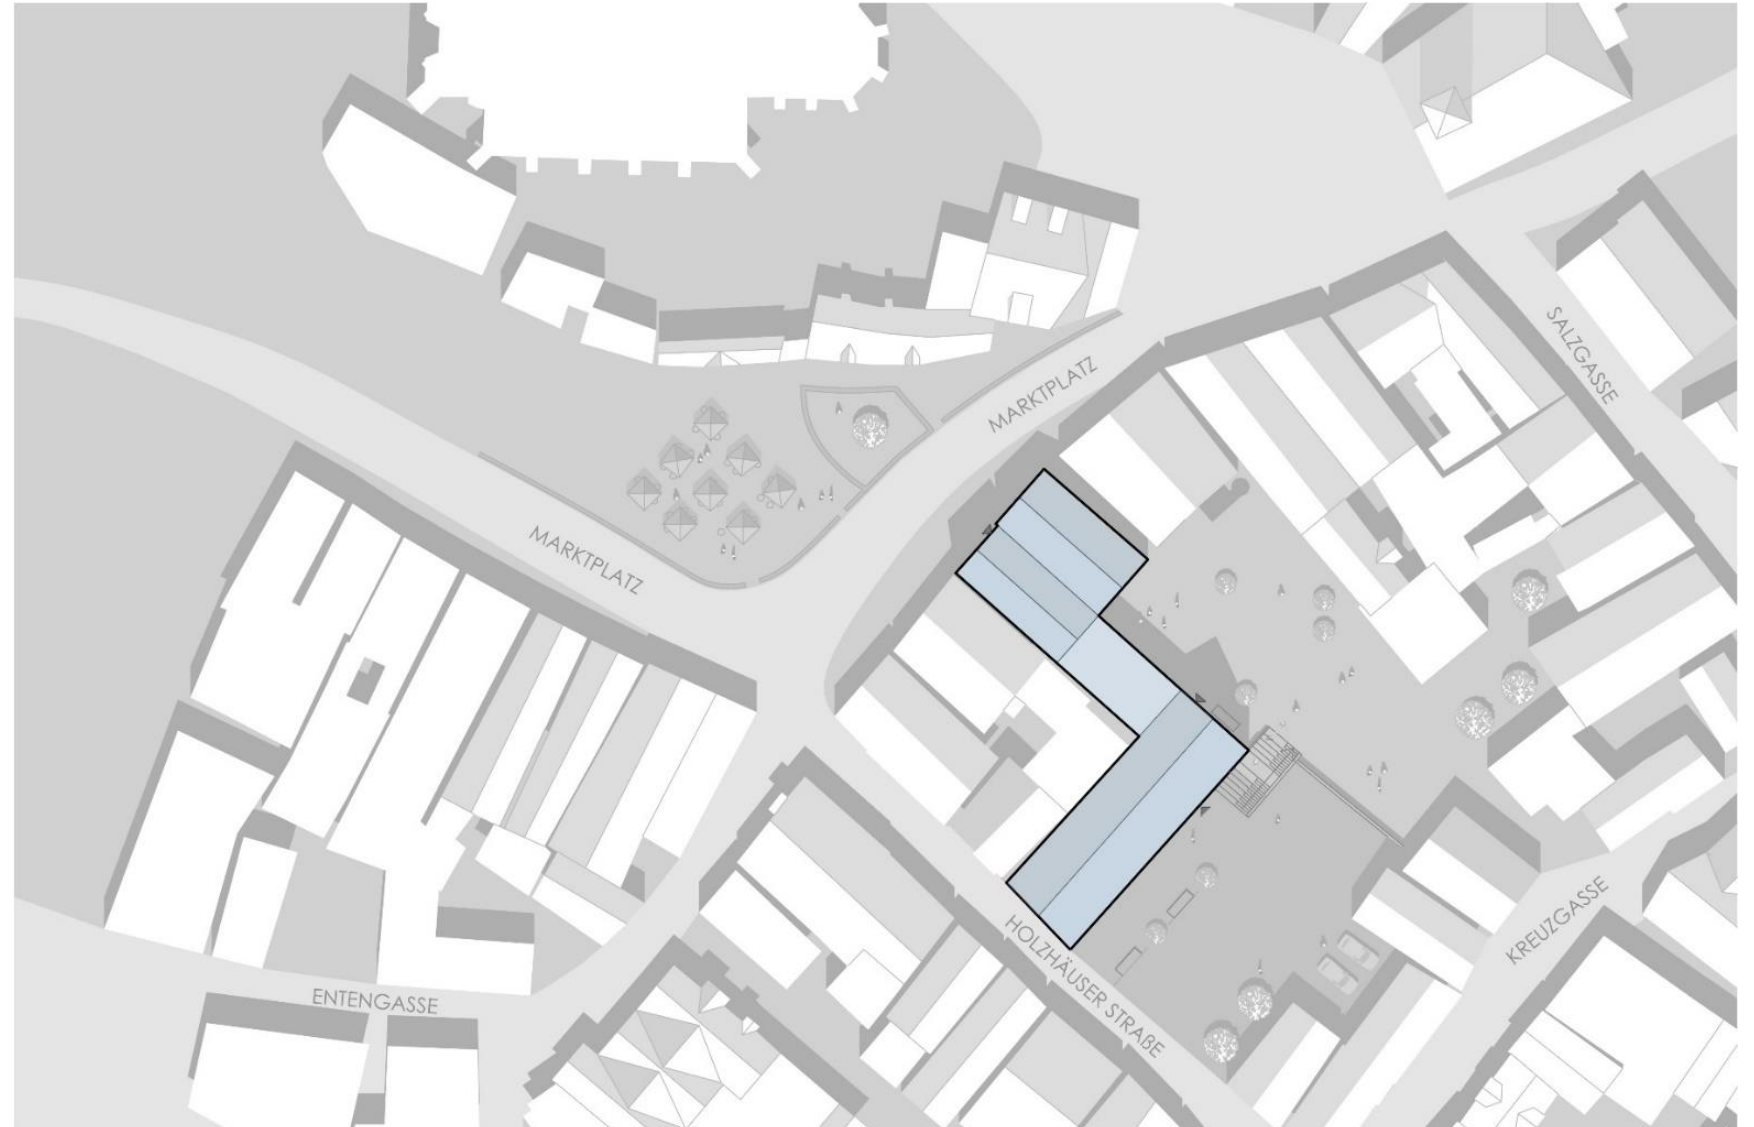 SALZGASSE
MARKTPLATZ
MARKTPLATZ
KREUZGASSE
HOLZHÄUSER STRAßE
ENTENGASSE